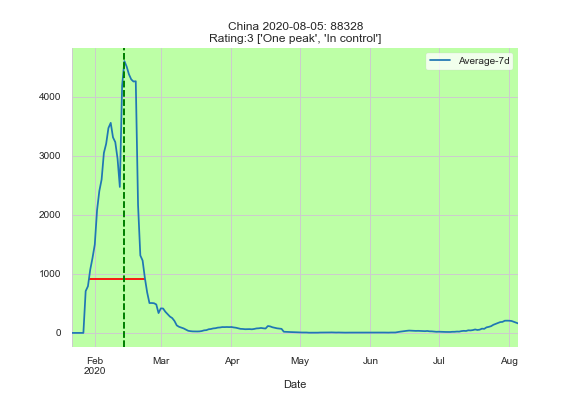 China 2020-08-05: 88328
Rating:3 ['One peak', 'In control']
Average-7d
4000
3000
2000
1000
0
Feb Mar Apr May Jun Jul Aug
2020
Date